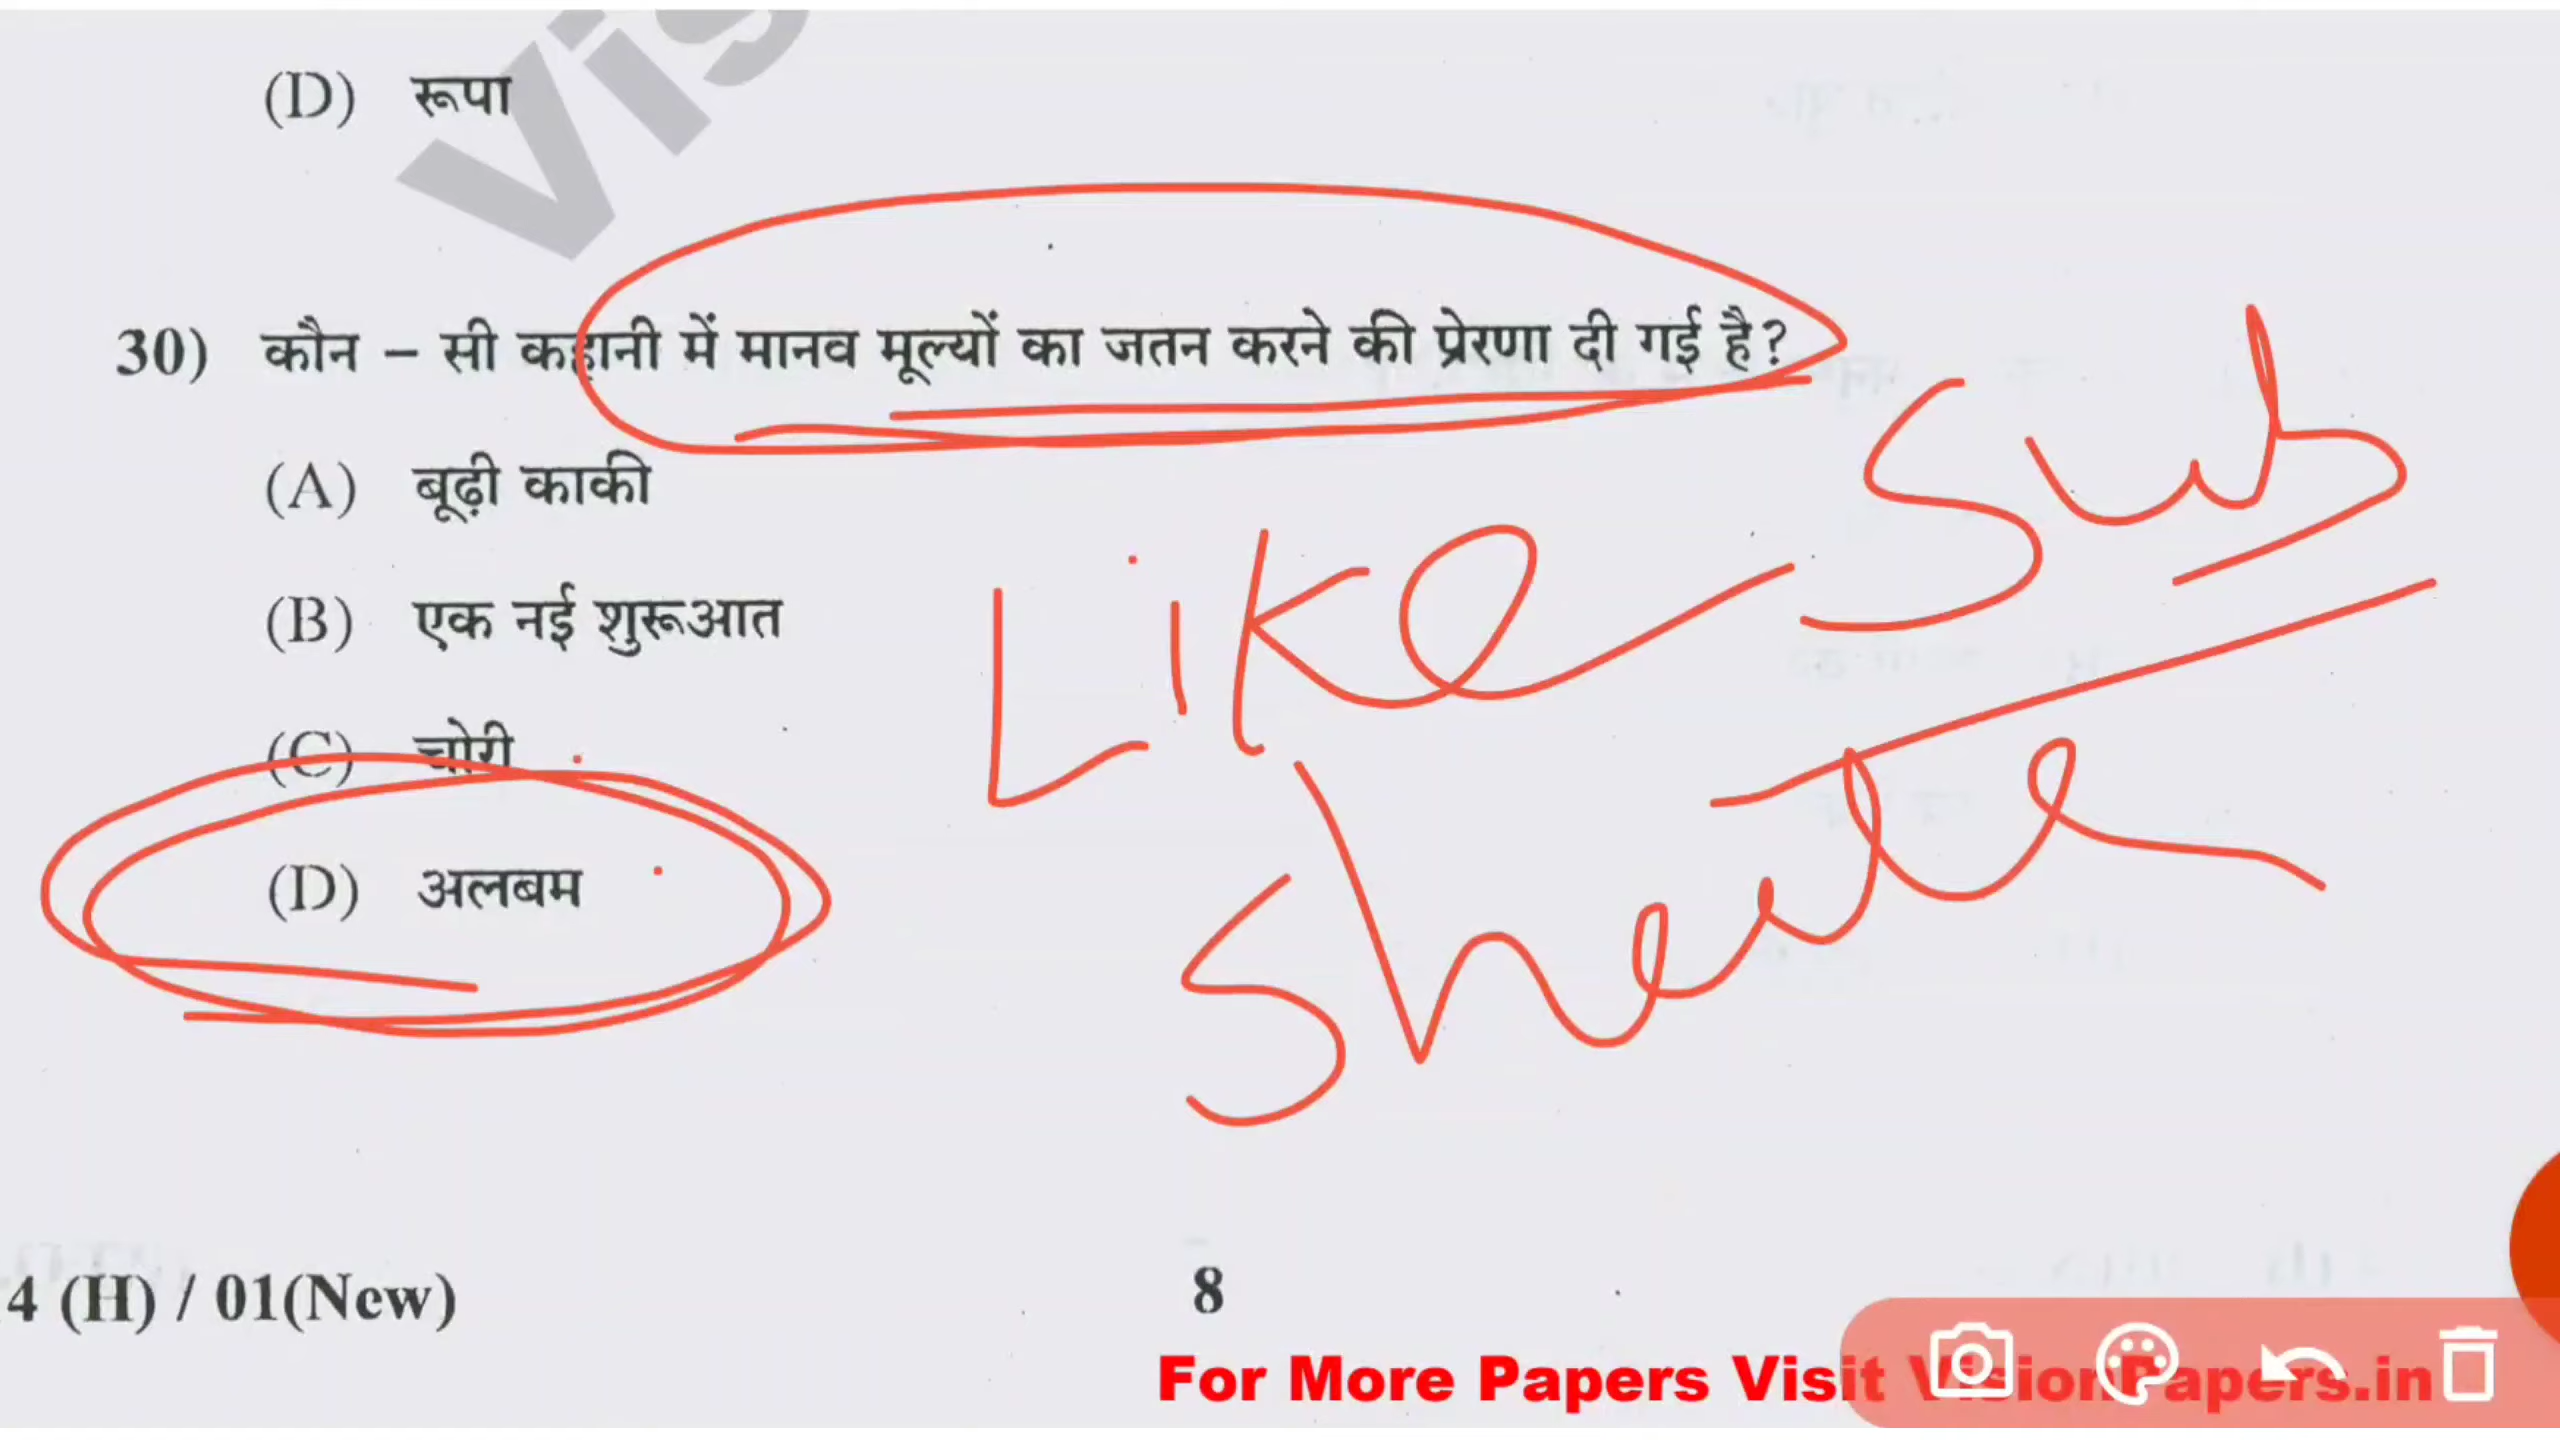 Vis
(D) रूपा
30) कौन – सी कहानी में मानव मूल्यों का जतन करने की प्रेरणा दी गई है?
(A) बूढ़ी काकी
(B) एक नई शुरूआत
(C) चोरी
(D) अलबम
Like Sub
4 (H) / 01(New)
8
For More Papers Visit VisionPapers.in